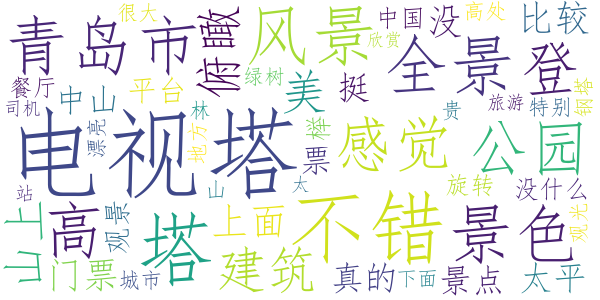 很大
中国
没
高处
比较
青岛市
俯瞰
风景
欣赏
全景
登
餐厅
中山
平台
绿树
美
挺
司机
林
贵
旅游
特别
钢塔
电视塔
漂亮
地方
票
感觉
公园
站
山
太
旋转
没什么
山上
高
观景
塔
上面
不错
景色
观光
门票
城市
建筑
真的
下面
景点
太平